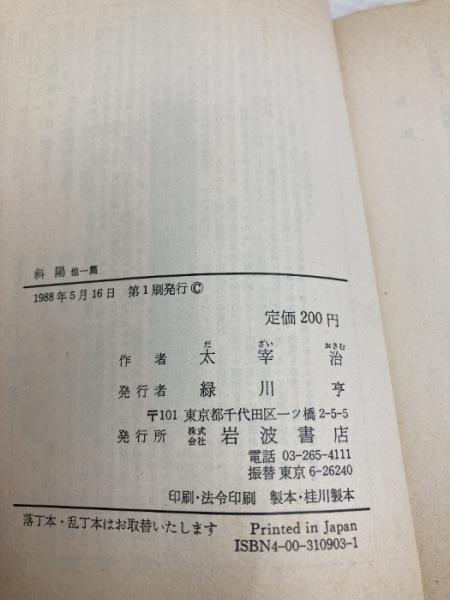 斜陽 他一篇
1988年5月16日 第1刷発行©
定価200円
作者 太宰治
だざいおさむ
発行者 緑川亨
〒101 東京都千代田区一ツ橋2-5-5
発行所 株式会社 岩波書店
電話 03-265-4111
振替 東京 6-26240
印刷・法令印刷 製本・桂川製本
落丁本・乱丁本はお取替いたします
Printed in Japan
ISBN4-00-310903-1